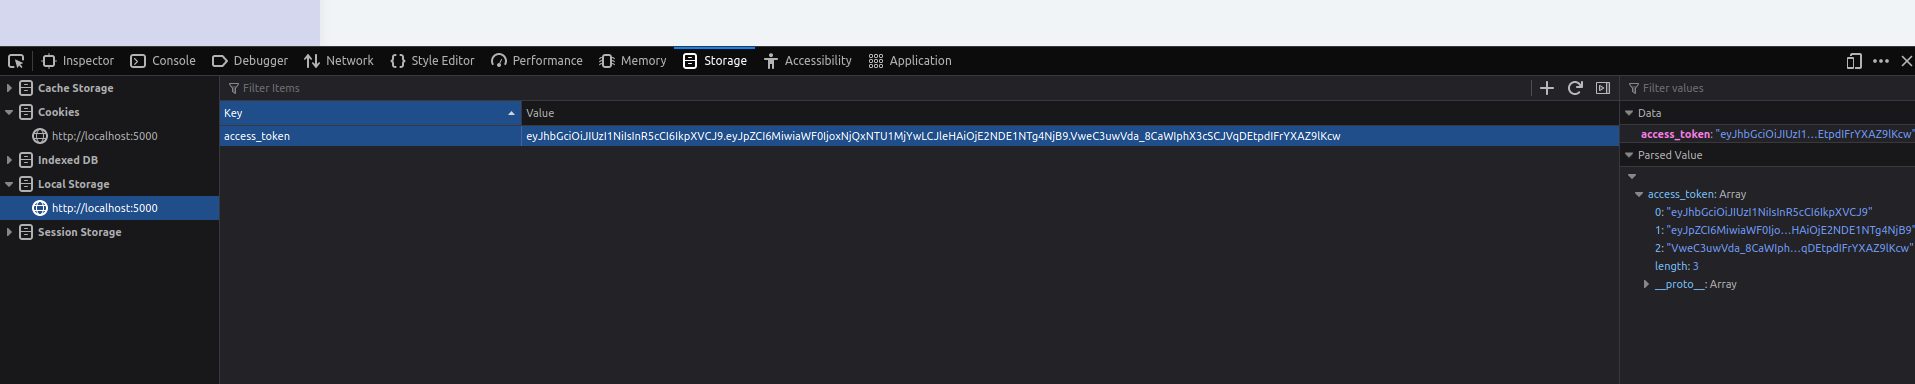 Inspector Console Debugger Network Style Editor Performance Memory Storage Accessibility Application
Cache Storage
Cookies
http://localhost:5000
Indexed DB
Local Storage
http://localhost:5000
Session Storage
Filter Items
Key Value
access_token eyJhbGciOiJIUzI1NiIsInR5cCI6IkpXVCJ9.eyJpZCI6MiwiaWF0IjoxNjQxNTU1MjYwLCJleHAiOjE2NDE1NTg4NjB9.VweC3uwVda_8CaWIphX3cSCJVqDEtpdIFrYXAZ9lKcw
Filter values
Data
access_token: "eyJhbGciOiJIUzI1…EtpdIFrYXAZ9lKcw"
Parsed Value
access_token: Array
0: "eyJhbGciOiJIUzI1NiIsInR5cCI6IkpXVCJ9"
1: "eyJpZCI6MiwiaWF0Ijo…HAiOjE2NDE1NTg4NjB9"
2: "VweC3uwVda_8CaWIph…qDEtpdIFrYXAZ9lKcw"
length: 3
__proto__: Array